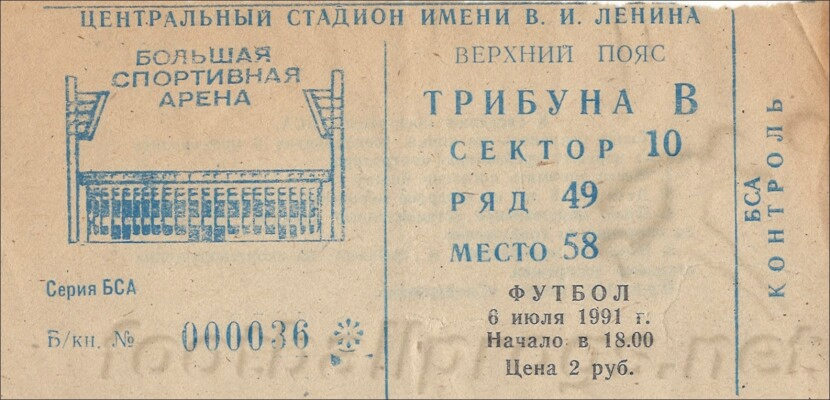 ЦЕНТРАЛЬНЫЙ СТАДИОН ИМЕНИ В. И. ЛЕНИНА
БОЛЬШАЯ
СПОРТИВНАЯ
АРЕНА
Серия БСА
Б/кн. № 000036
ВЕРХНИЙ ПОЯС
ТРИБУНА В
СЕКТОР 10
РЯД 49
МЕСТО 58
ФУТБОЛ
6 июля 1991 г.
Начало в 18.00
Цена 2 руб.
БСА
КОНТРОЛЬ